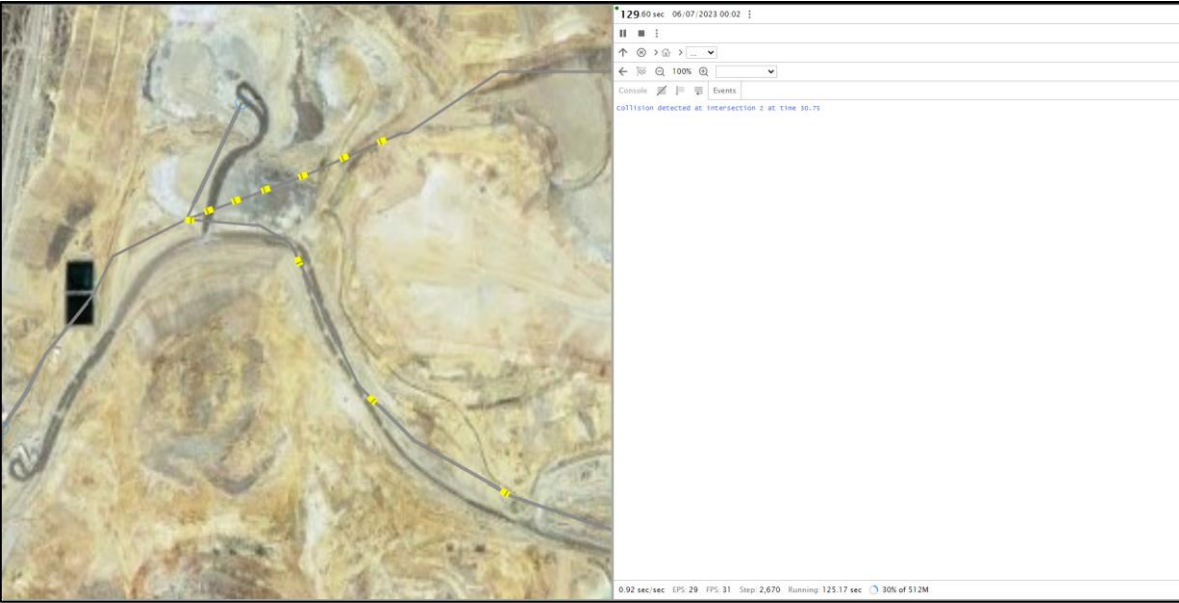 129.60 sec 06/07/2023 00:02
...
100%
Console Events
Collision detected at intersection 2 at time 30.75
0.92 sec/sec EPS: 29 FPS: 31 Step: 2,670 Running: 125.17 sec 30% of 512M